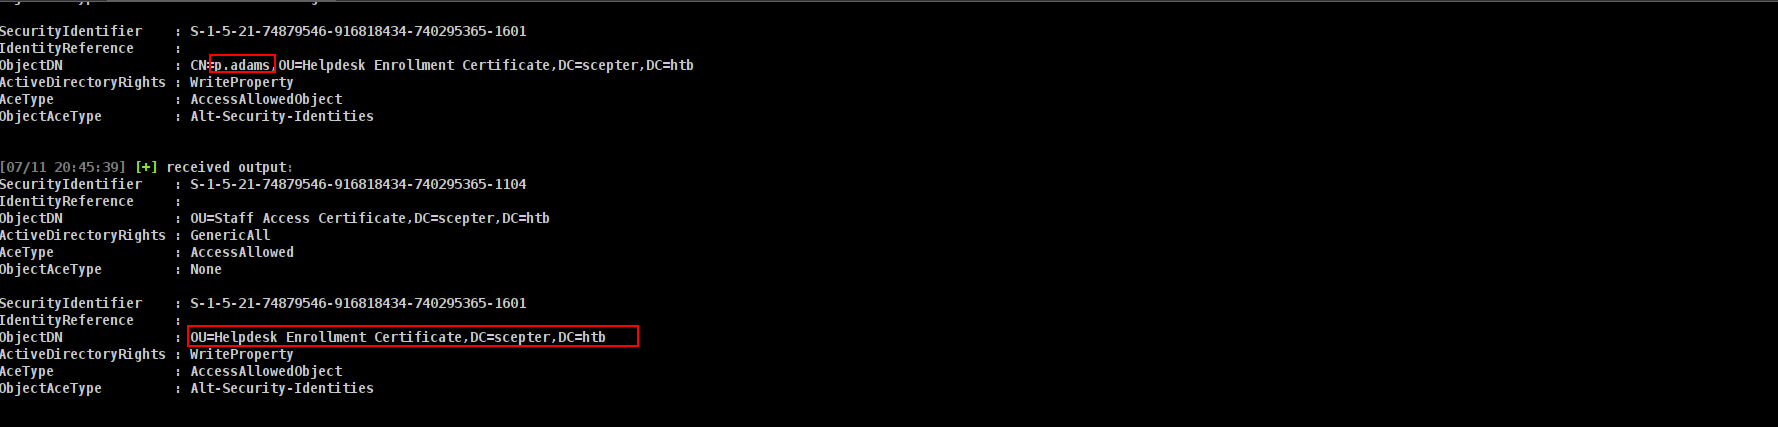 SecurityIdentifier    : S-1-5-21-74879546-916818434-740295365-1601
IdentityReference     :
ObjectDN              : CN=p.adams,OU=Helpdesk Enrollment Certificate,DC=scepter,DC=htb
ActiveDirectoryRights : WriteProperty
AceType               : AccessAllowedObject
ObjectAceType         : Alt-Security-Identities
[07/11 20:45:39] [+] received output:
SecurityIdentifier    : S-1-5-21-74879546-916818434-740295365-1104
IdentityReference     :
ObjectDN              : OU=Staff Access Certificate,DC=scepter,DC=htb
ActiveDirectoryRights : GenericAll
AceType               : AccessAllowed
ObjectAceType         : None
SecurityIdentifier    : S-1-5-21-74879546-916818434-740295365-1601
IdentityReference     :
ObjectDN              : OU=Helpdesk Enrollment Certificate,DC=scepter,DC=htb
ActiveDirectoryRights : WriteProperty
AceType               : AccessAllowedObject
ObjectAceType         : Alt-Security-Identities